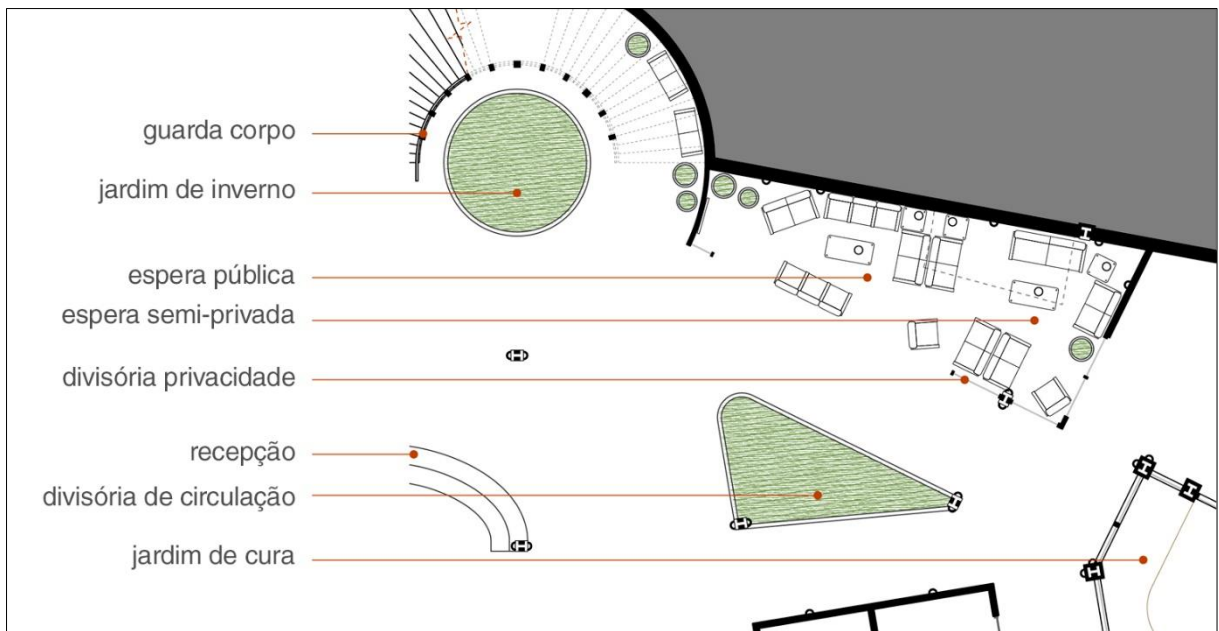 guarda corpo
jardim de inverno
espera pública
espera semi-privada
divisória privacidade
recepção
divisória de circulação
jardim de cura